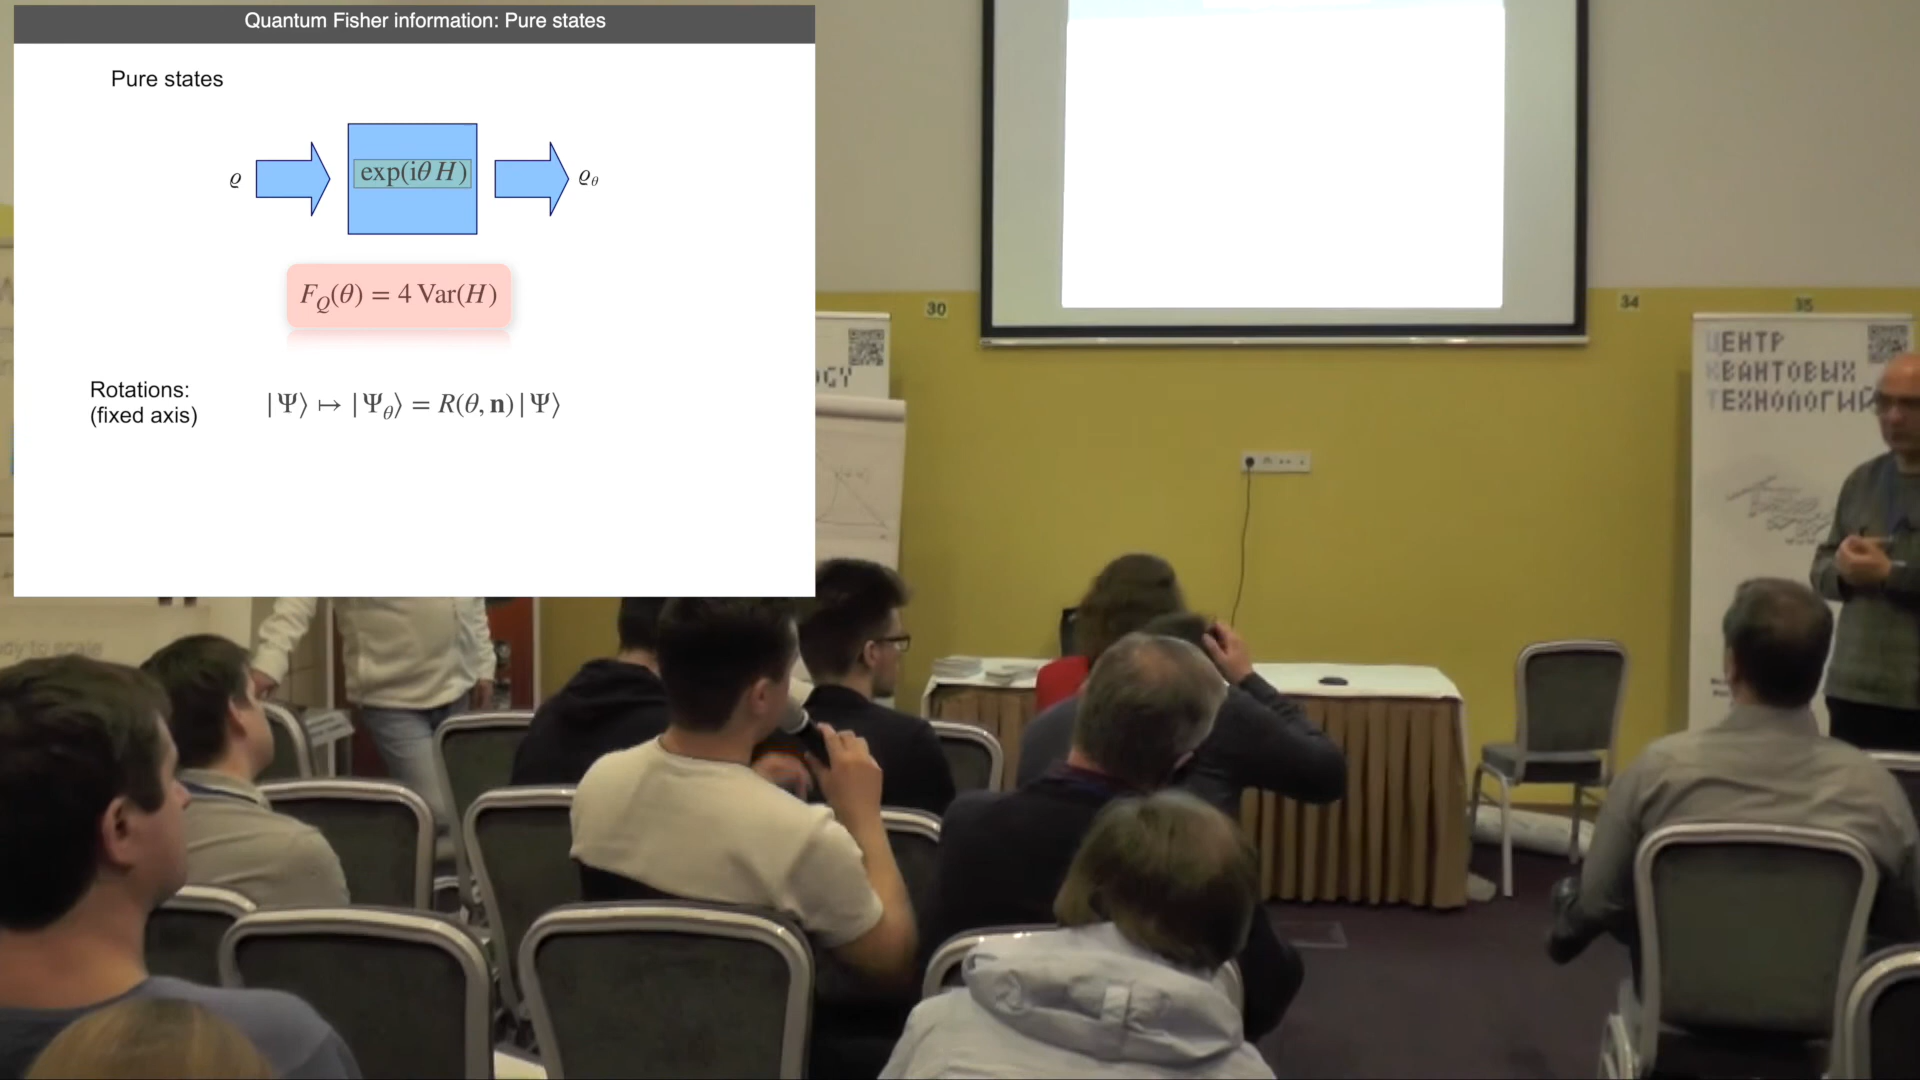 Quantum Fisher information: Pure states
Pure states
ϱ
exp(iθ H)
ϱ_θ
F_Q(θ) = 4 Var(H)
Rotations:
(fixed axis)
|Ψ⟩ ↦ |Ψ_θ⟩ = R(θ, n)|Ψ⟩
30
34
35
ЦЕНТР
КВАНТОВЫХ
ТЕХНОЛОГИЙ